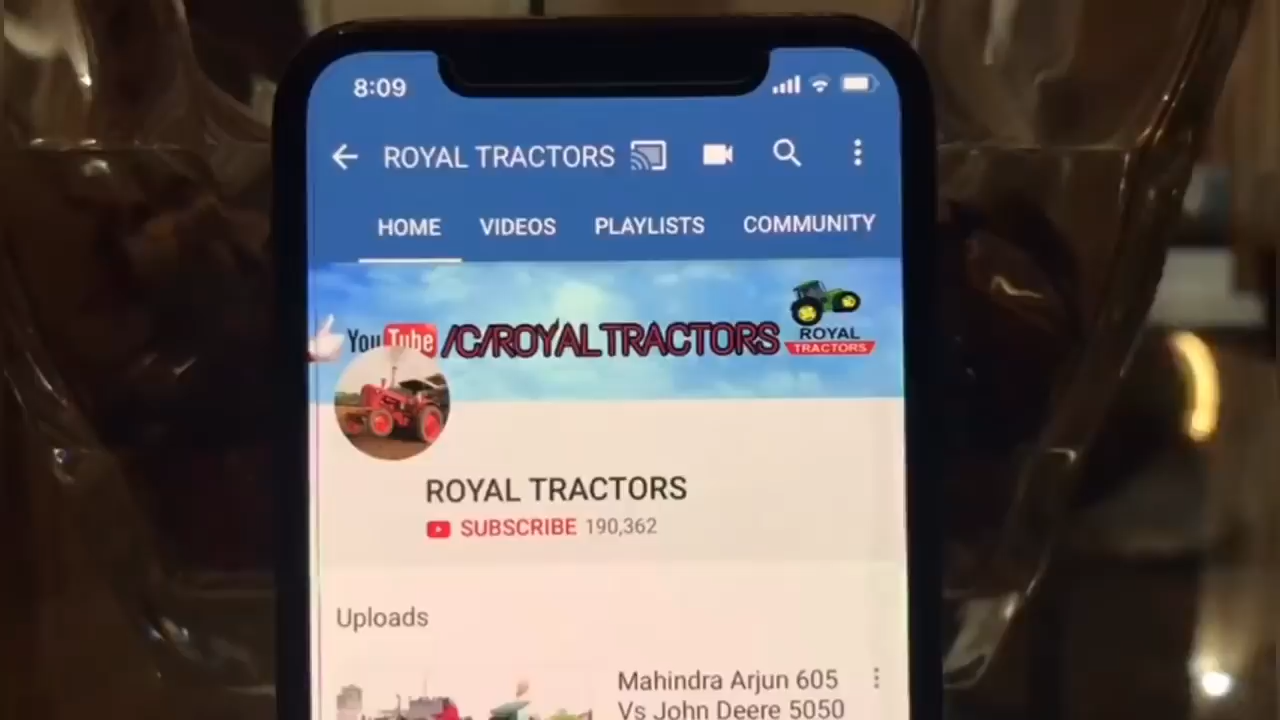 8:09
ROYAL TRACTORS
HOME VIDEOS PLAYLISTS COMMUNITY
YouTube /C/ROYALTRACTORS
ROYAL
TRACTORS
ROYAL TRACTORS
SUBSCRIBE 190,362
Uploads
Mahindra Arjun 605
Vs John Deere 5050